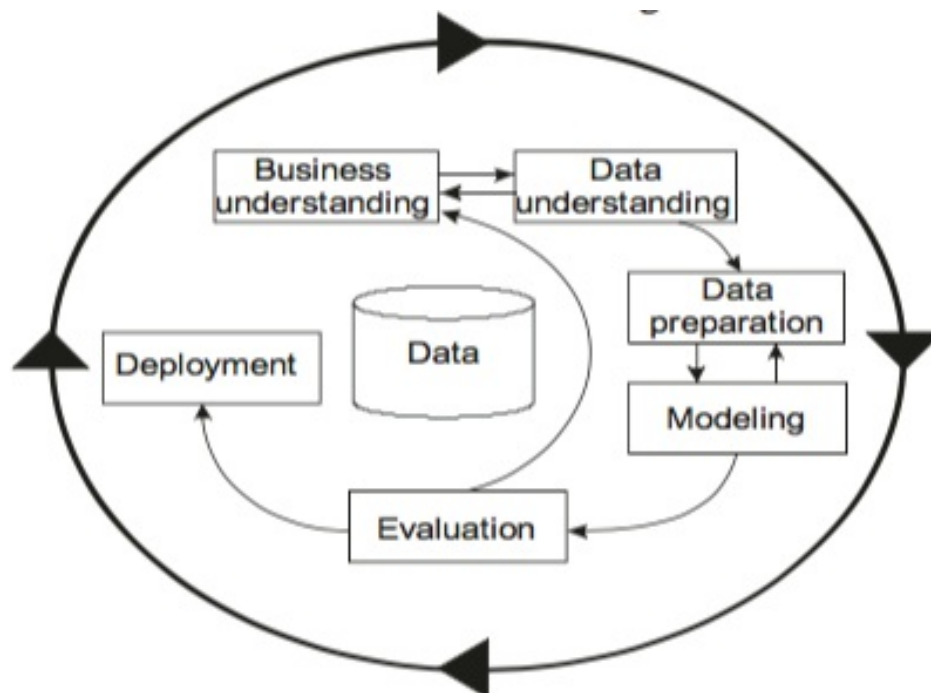 Business
understanding
Data
understanding
Data
preparation
Deployment
Data
Modeling
Evaluation